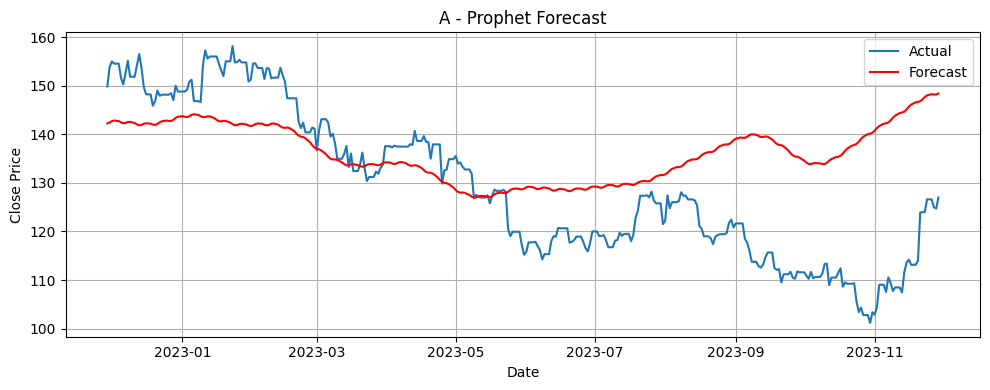 A - Prophet Forecast
Close Price
160
150
140
130
120
110
100
Actual
Forecast
2023-01
2023-03
2023-05
2023-07
2023-09
2023-11
Date